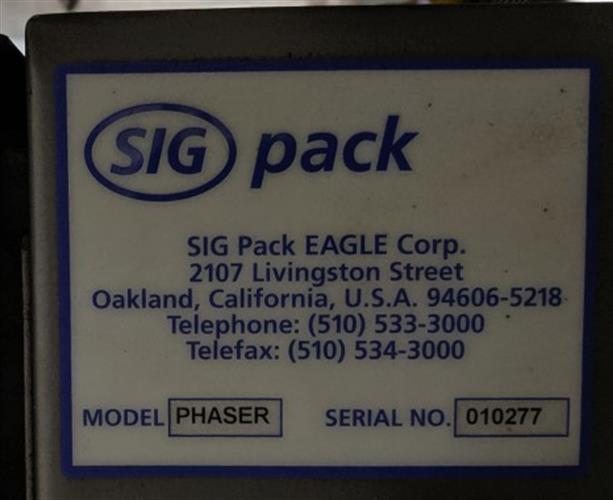 SIG pack
SIG Pack EAGLE Corp.
2107 Livingston Street
Oakland, California, U.S.A. 94606-5218
Telephone: (510) 533-3000
Telefax: (510) 534-3000
MODEL PHASER SERIAL NO. 010277